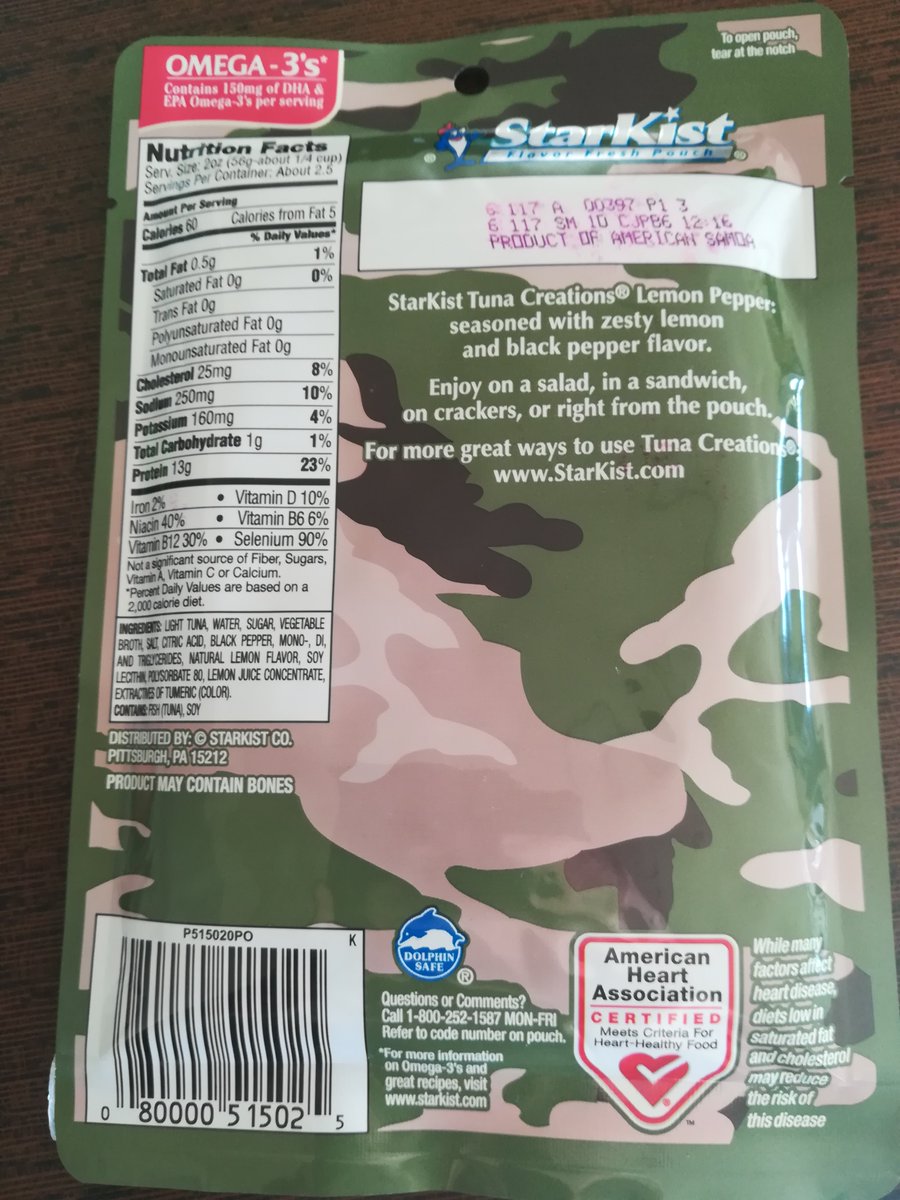 To open pouch,
tear at the notch
OMEGA-3's*
Contains 150mg of DHA &
EPA Omega-3's per serving
StarKist
Flavor Fresh Pouch
Nutrition Facts
Serv. Size: 2oz (56g-about 1/4 cup)
Servings Per Container: About 2.5
Amount Per Serving
Calories 60 Calories from Fat 5
% Daily Values*
Total Fat 0.5g 1%
Saturated Fat 0g 0%
Trans Fat 0g
Polyunsaturated Fat 0g
Monounsaturated Fat 0g
Cholesterol 25mg 8%
Sodium 250mg 10%
Potassium 160mg 4%
Total Carbohydrate 1g 1%
Protein 13g 23%
Iron 2% • Vitamin D 10%
Niacin 40% • Vitamin B6 6%
Vitamin B12 30% • Selenium 90%
Not a significant source of Fiber, Sugars,
Vitamin A, Vitamin C or Calcium.
*Percent Daily Values are based on a
2,000 calorie diet.
INGREDIENTS: LIGHT TUNA, WATER, SUGAR, VEGETABLE
BROTH, SALT, CITRIC ACID, BLACK PEPPER, MONO-, DI,
AND TRIGLYCERIDES, NATURAL LEMON FLAVOR, SOY
LECITHIN, POLYSORBATE 80, LEMON JUICE CONCENTRATE,
EXTRACTIVES OF TUMERIC (COLOR).
CONTAINS: FISH (TUNA), SOY
DISTRIBUTED BY: © STARKIST CO.
PITTSBURGH, PA 15212
PRODUCT MAY CONTAIN BONES
6 117 A 00397 P1 3
6 117 SM 10 CJPB6 12:16
PRODUCT OF AMERICAN SAMOA
StarKist Tuna Creations® Lemon Pepper:
seasoned with zesty lemon
and black pepper flavor.
Enjoy on a salad, in a sandwich,
on crackers, or right from the pouch.
For more great ways to use Tuna Creations®:
www.StarKist.com
P515020PO K
0 80000 51502 5
DOLPHIN
SAFE
®
Questions or Comments?
Call 1-800-252-1587 MON-FRI
Refer to code number on pouch.
*For more information
on Omega-3's and
great recipes, visit
www.starkist.com
American
Heart
Association
CERTIFIED
Meets Criteria For
Heart-Healthy Food
TM
While many
factors affect
heart disease,
diets low in
saturated fat
and cholesterol
may reduce
the risk of
this disease